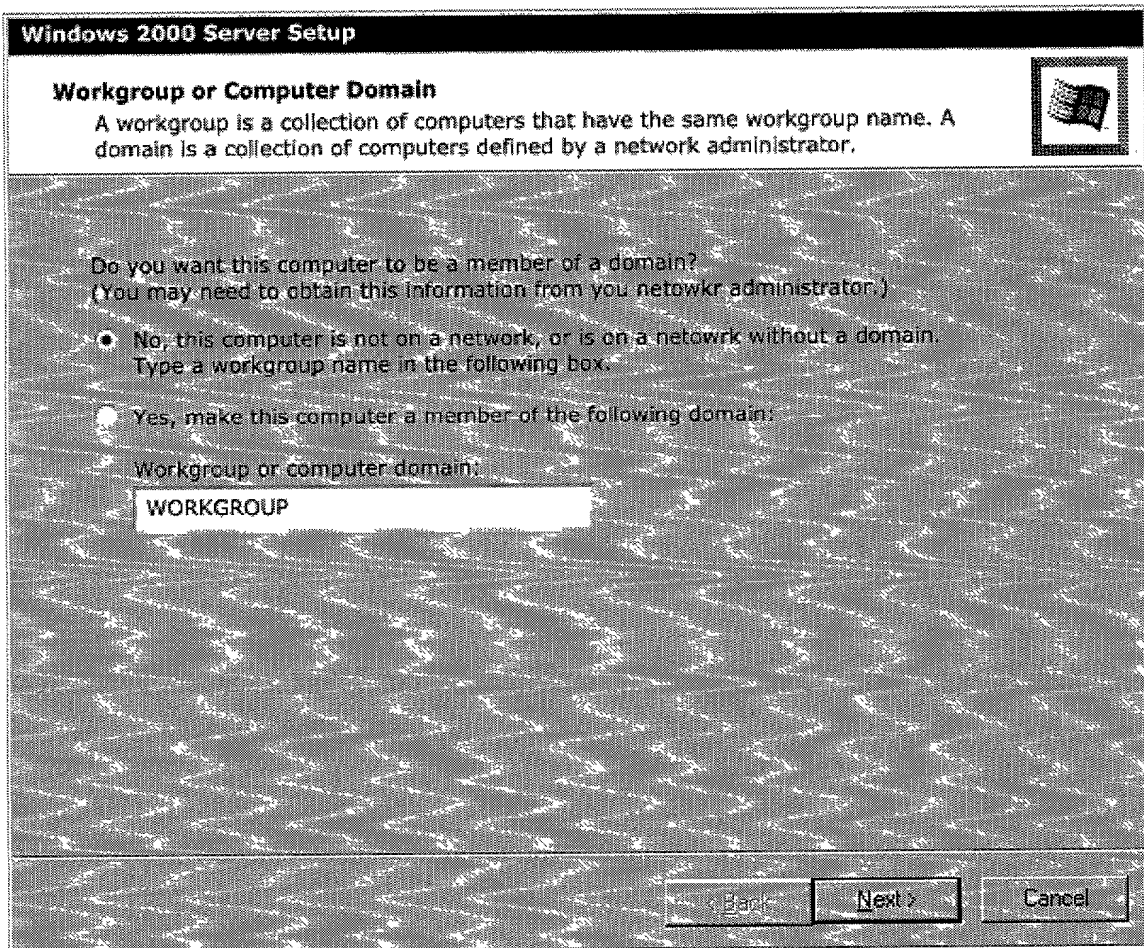 Windows 2000 Server Setup
Workgroup or Computer Domain
A workgroup is a collection of computers that have the same workgroup name. A
domain is a collection of computers defined by a network administrator.
Do you want this computer to be a member of a domain?
(You may need to obtain this information from you netowkr administrator.)
No, this computer is not on a network, or is on a netowrk without a domain.
Type a workgroup name in the following box.
Yes, make this computer a member of the following domain:
Workgroup or computer domain:
WORKGROUP
< Back Next > Cancel